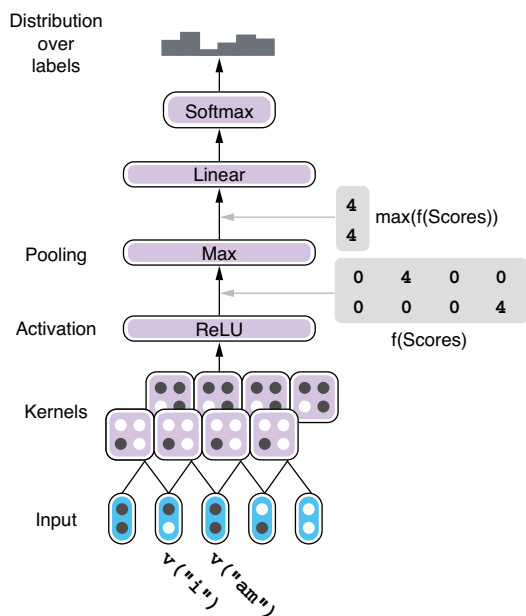 Distribution
over
labels
Softmax
Linear
4
4
max(f(Scores))
Pooling
Max
0 4 0 0
0 0 0 4
f(Scores)
Activation
ReLU
Kernels
Input
v("i")
v("am")